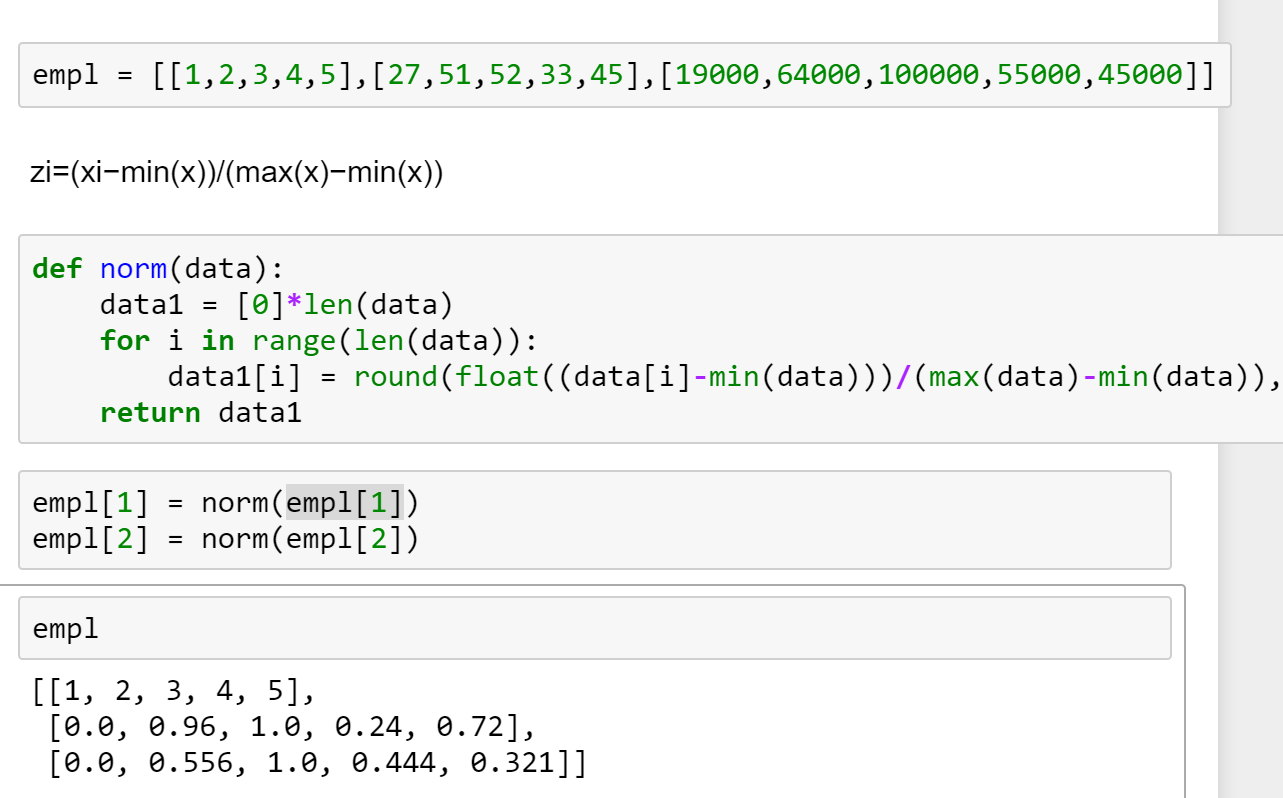 empl = [[1,2,3,4,5],[27,51,52,33,45],[19000,64000,100000,55000,45000]]
zi=(xi−min(x))/(max(x)−min(x))
def norm(data):
    data1 = [0]*len(data)
    for i in range(len(data)):
        data1[i] = round(float((data[i]-min(data)))/(max(data)-min(data)),
    return data1
empl[1] = norm(empl[1])
empl[2] = norm(empl[2])
empl
[[1, 2, 3, 4, 5],
 [0.0, 0.96, 1.0, 0.24, 0.72],
 [0.0, 0.556, 1.0, 0.444, 0.321]]